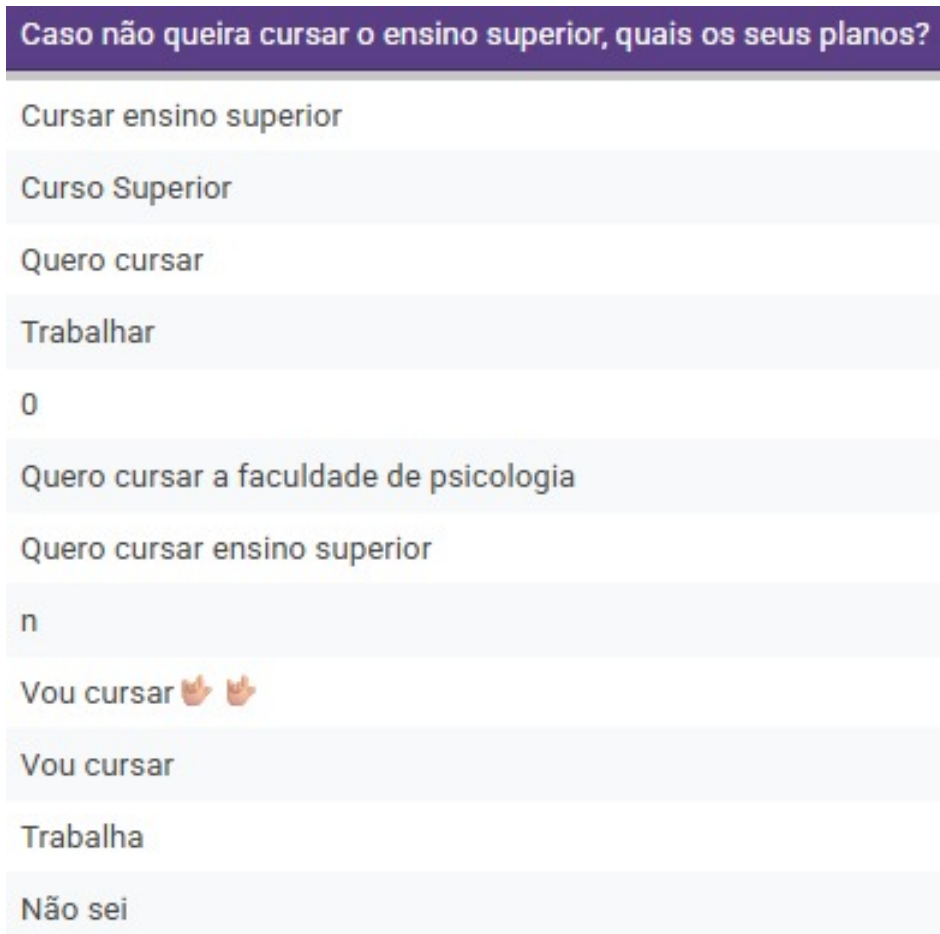 Caso não queira cursar o ensino superior, quais os seus planos?
Cursar ensino superior
Curso Superior
Quero cursar
Trabalhar
0
Quero cursar a faculdade de psicologia
Quero cursar ensino superior
n
Vou cursar🤟🏼 🤟🏼
Vou cursar
Trabalha
Não sei